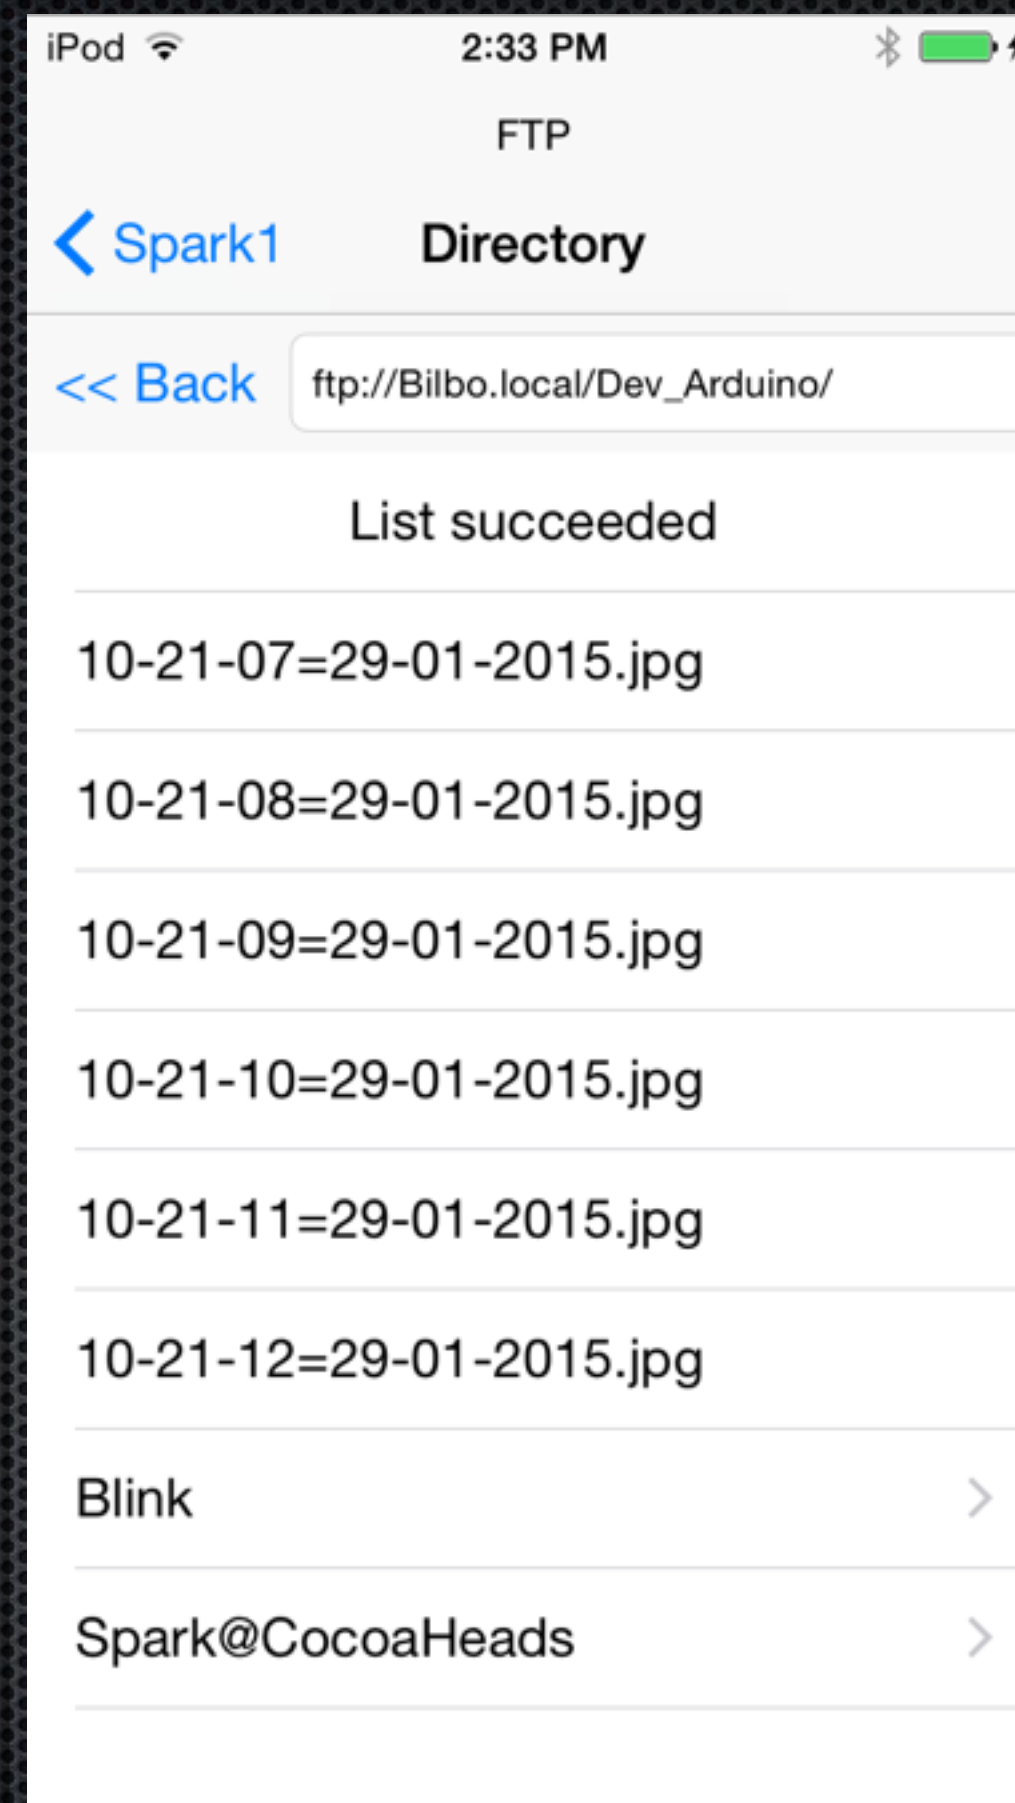 iPod 2:33 PM
FTP
Spark1 Directory
<< Back ftp://Bilbo.local/Dev_Arduino/
List succeeded
10-21-07=29-01-2015.jpg
10-21-08=29-01-2015.jpg
10-21-09=29-01-2015.jpg
10-21-10=29-01-2015.jpg
10-21-11=29-01-2015.jpg
10-21-12=29-01-2015.jpg
Blink
Spark@CocoaHeads